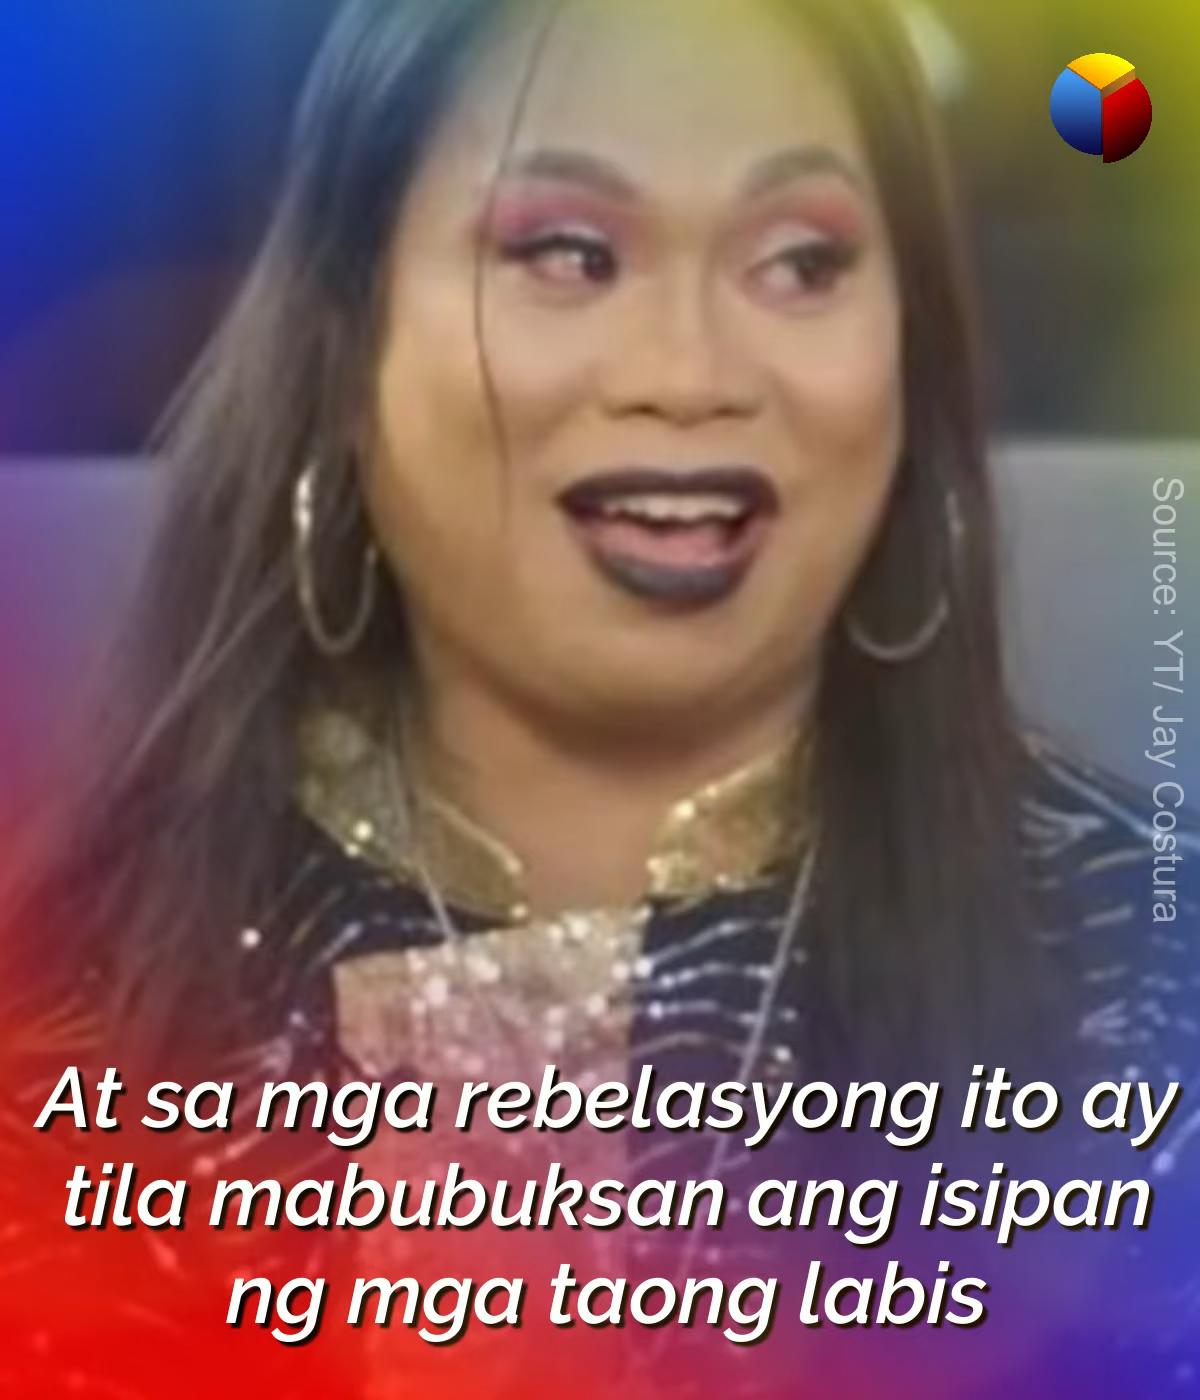 Source: YT/ Jay Costura
At sa mga rebelasyong ito ay
tila mabubuksan ang isipan
ng mga taong labis